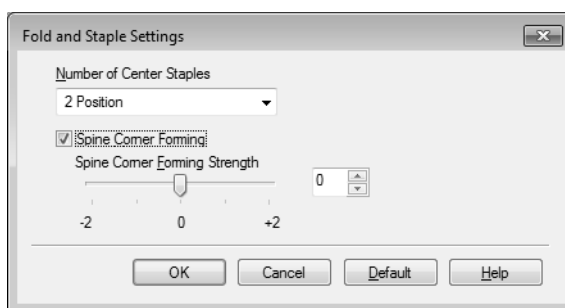 Fold and Staple Settings
Number of Center Staples
2 Position
Spine Corner Forming
Spine Corner Forming Strength
0
-2 0 +2
OK Cancel Default Help